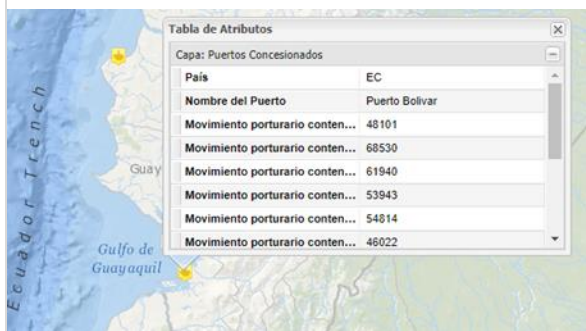 Tabla de Atributos
Capa: Puertos Concesionados
País EC
Nombre del Puerto Puerto Bolivar
Movimiento porturario conten... 48101
Movimiento porturario conten... 68530
Movimiento porturario conten... 61940
Movimiento porturario conten... 53943
Movimiento porturario conten... 54814
Movimiento porturario conten... 46022
Ecuador Trench
Guay
Gulfo de
Guayaquil